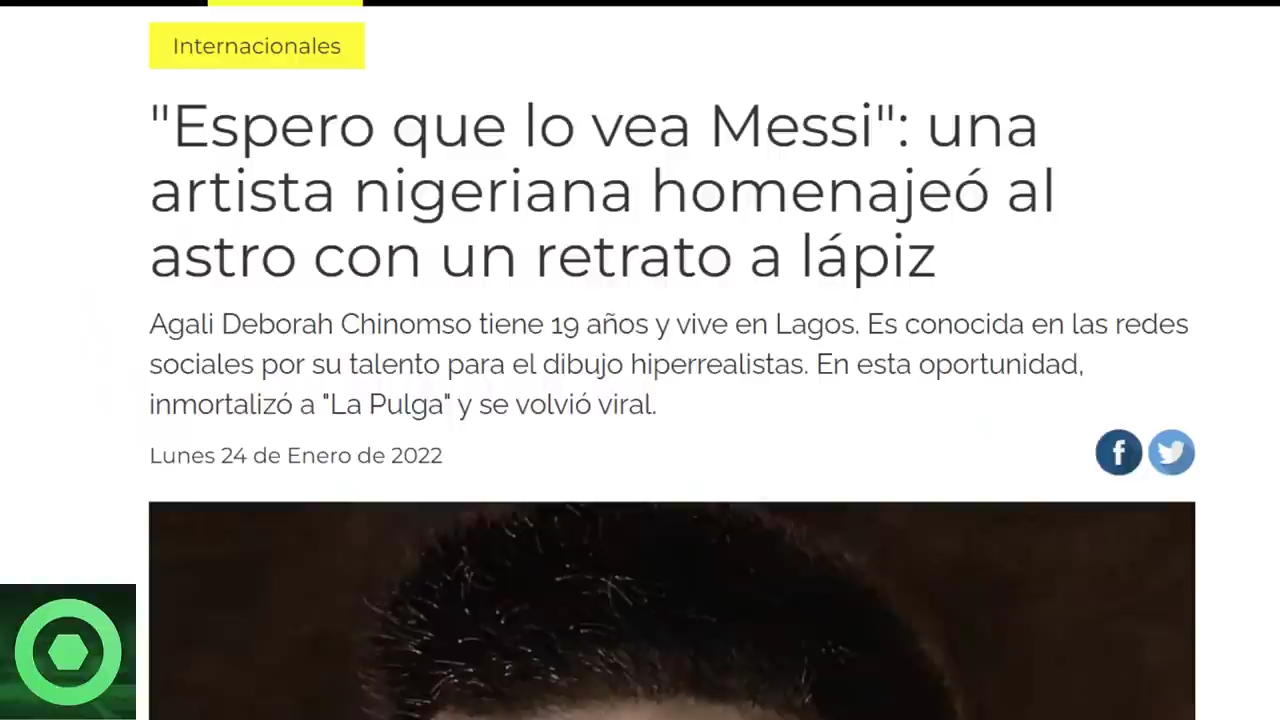 Internacionales
"Espero que lo vea Messi": una
artista nigeriana homenajeó al
astro con un retrato a lápiz
Agali Deborah Chinomso tiene 19 años y vive en Lagos. Es conocida en las redes
sociales por su talento para el dibujo hiperrealistas. En esta oportunidad,
inmortalizó a "La Pulga" y se volvió viral.
Lunes 24 de Enero de 2022